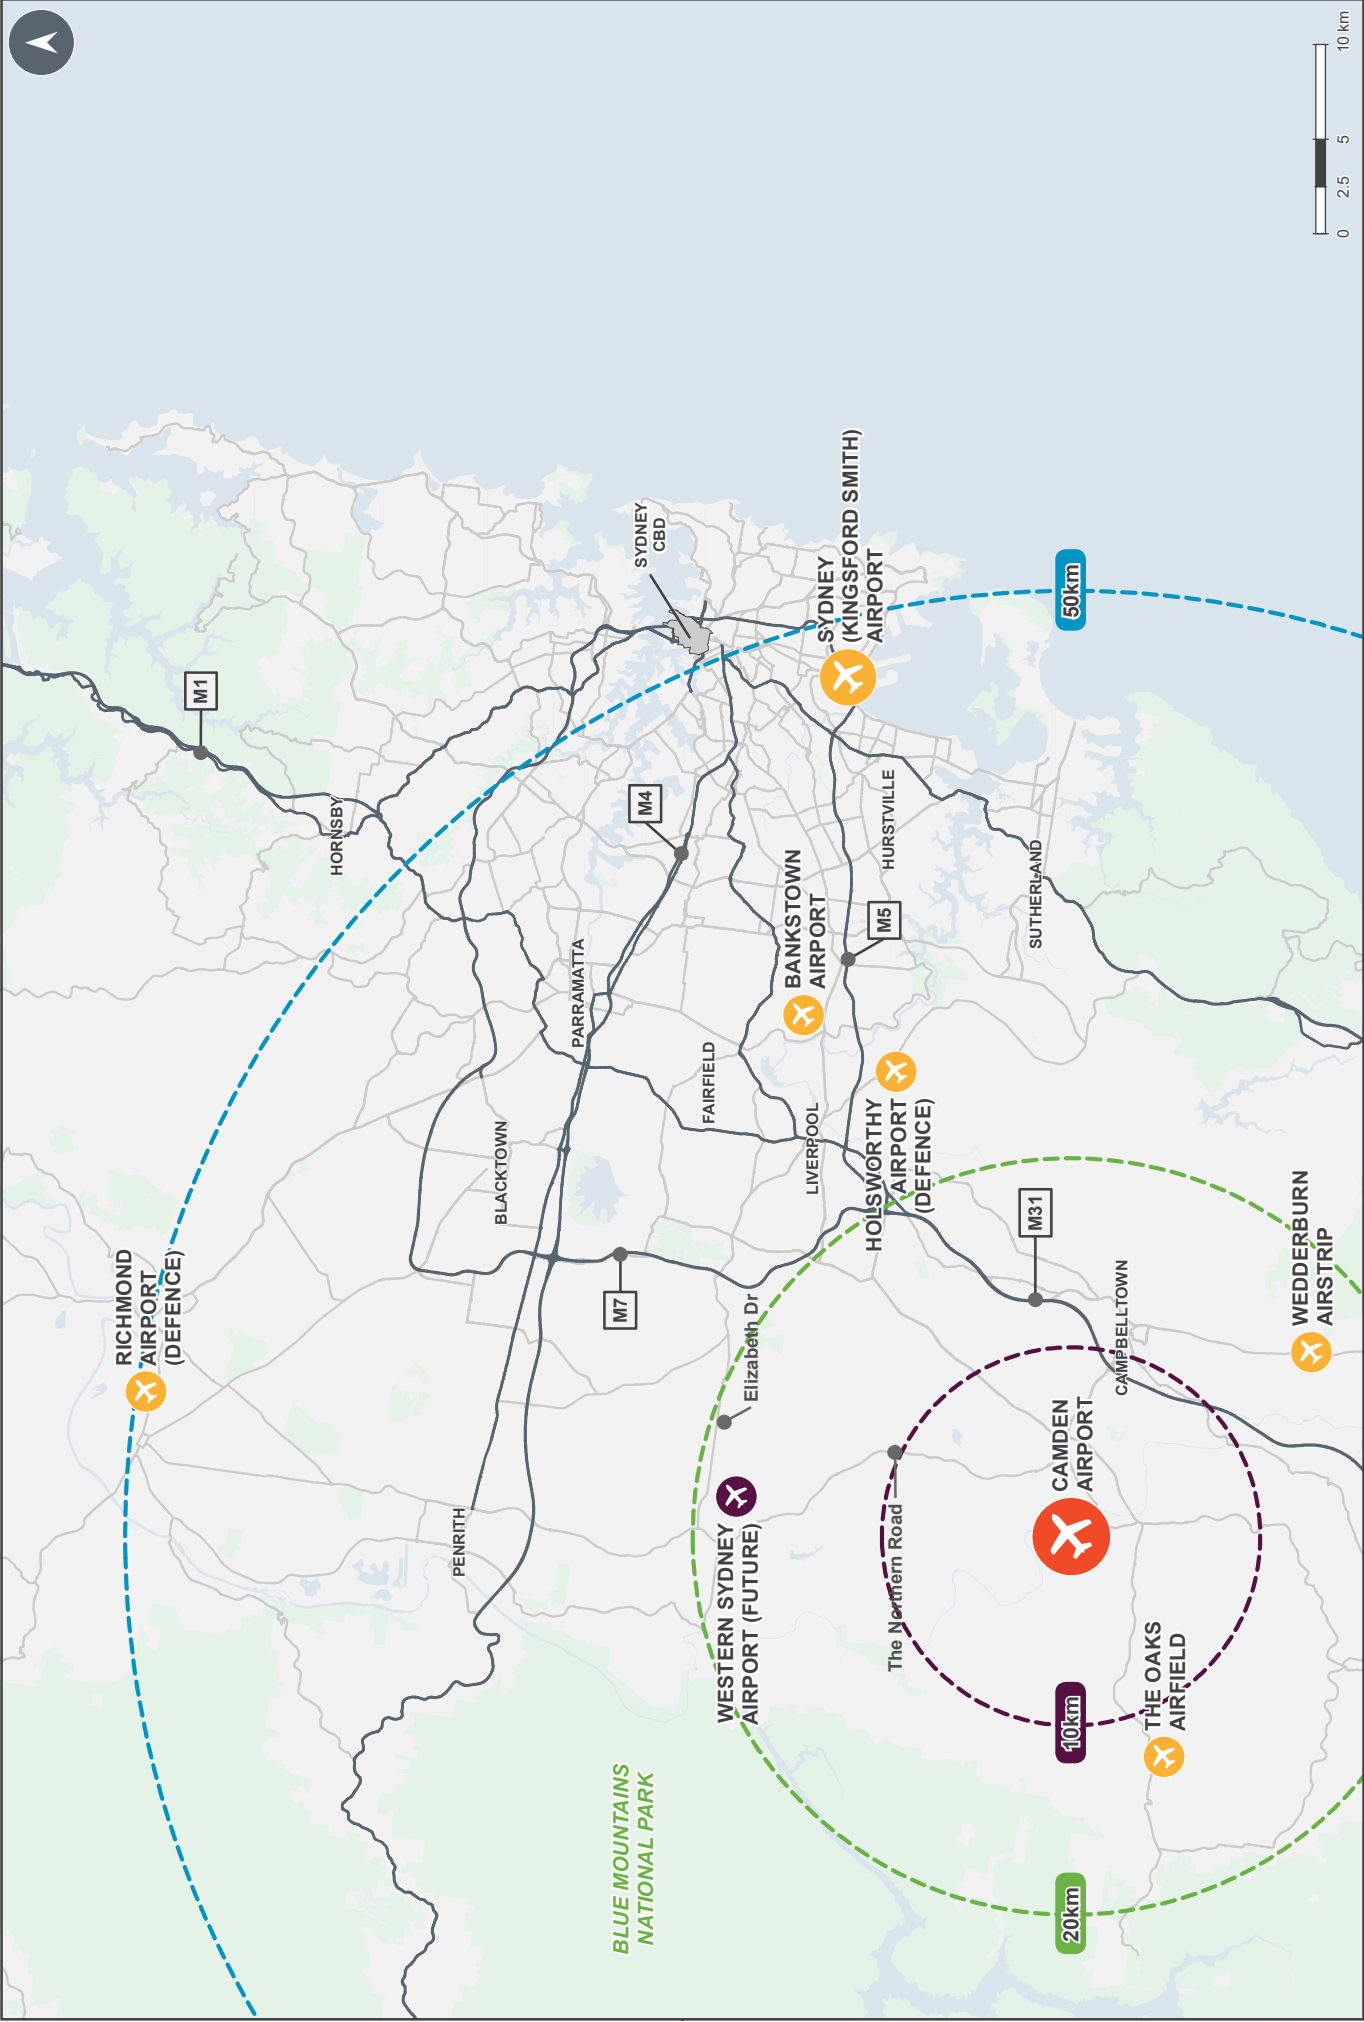 M1
HORNSBY
RICHMOND
AIRPORT
(DEFENCE)
BLACKTOWN
PENRITH
PARRAMATTA
M4
SYDNEY
CBD
M7
FAIRFIELD
BLUE MOUNTAINS
NATIONAL PARK
Elizabeth Dr
WESTERN SYDNEY
AIRPORT (FUTURE)
LIVERPOOL
BANKSTOWN
AIRPORT
SYDNEY
(KINGSFORD SMITH)
AIRPORT
M5
HURSTVILLE
HOLSWORTHY
AIRPORT
(DEFENCE)
The Northern Road
SUTHERLAND
M31
CAMDEN
AIRPORT
50km
10km
20km
CAMPBELLTOWN
THE OAKS
AIRFIELD
WEDDERBURN
AIRSTRIP
0
2.5
5
10 km